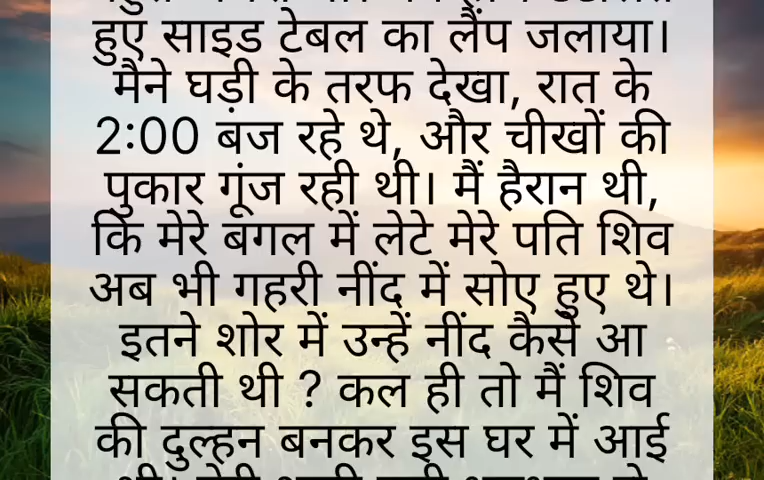 हुए साइड टेबल का लैंप जलाया।
मैने घड़ी के तरफ देखा, रात के
2:00 बज रहे थे, और चीखों की
पुकार गूंज रही थी। मैं हैरान थी,
कि मेरे बगल में लेटे मेरे पति शिव
अब भी गहरी नींद में सोए हुए थे।
इतने शोर में उन्हें नींद कैसे आ
सकती थी ? कल ही तो मैं शिव
की दुल्हन बनकर इस घर में आई